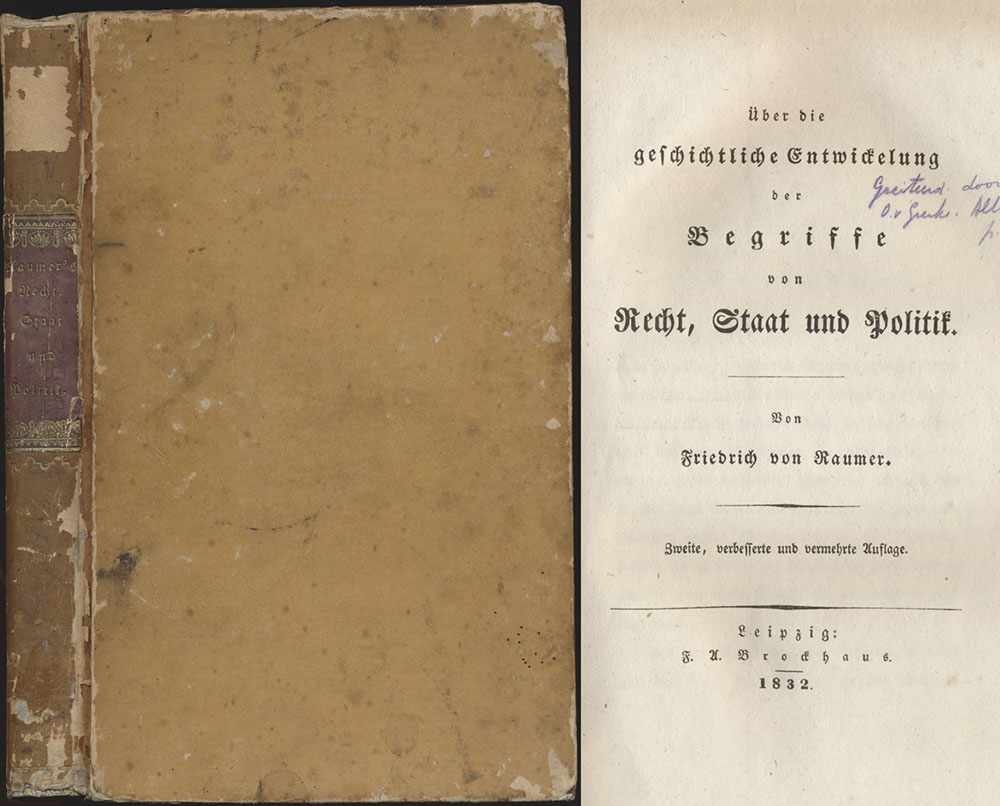 Raumer's
Recht,
Staat
und
Politik.
Über die
geschichtliche Entwickelung
der
Begriffe
von
Recht, Staat und Politik.
Von
Friedrich von Raumer.
Zweite, verbesserte und vermehrte Auflage.
Leipzig:
F. A. Brockhaus.
1832.
door
O. v
p.